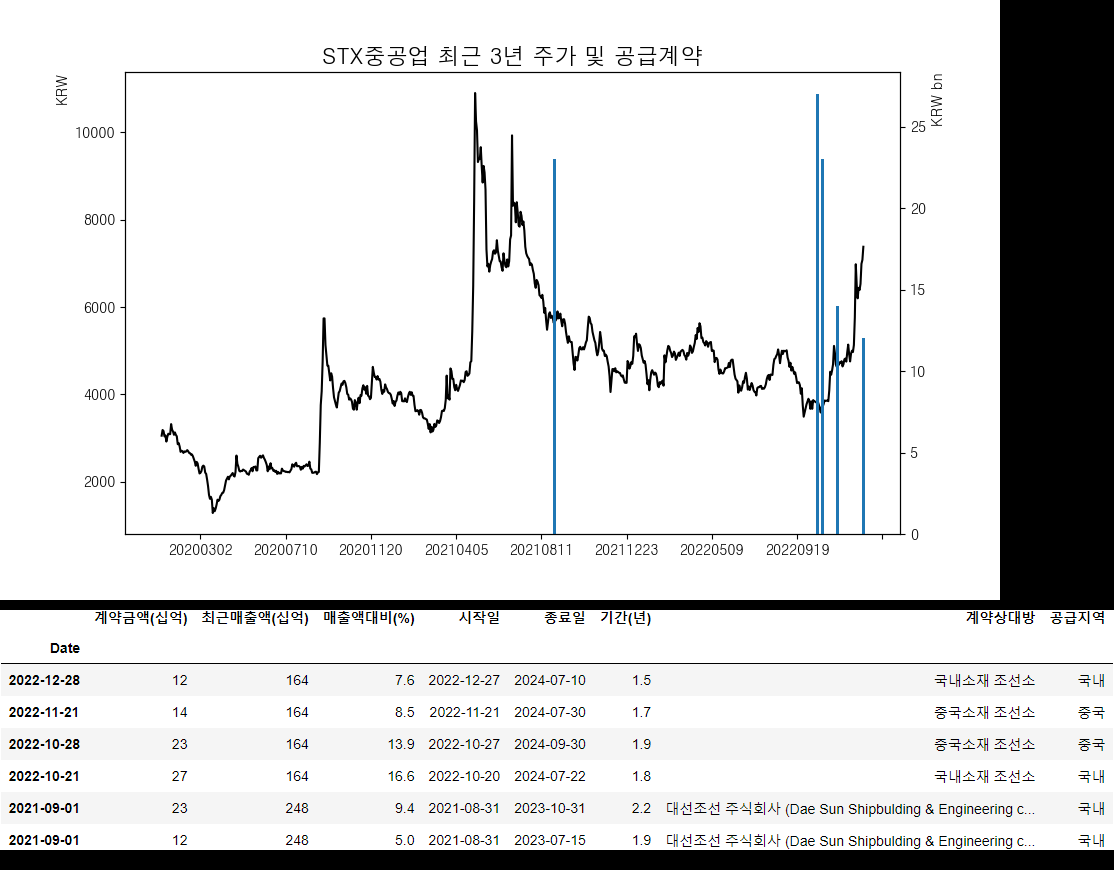 STX중공업 최근 3년 주가 및 공급계약
KRW
KRW bn
10000
8000
6000
4000
2000
25
20
15
10
5
0
20200302 20200710 20201120 20210405 20210811 20211223 20220509 20220919
계약금액(십억) 최근매출액(십억) 매출액대비(%) 시작일 종료일 기간(년) 계약상대방 공급지역
Date
2022-12-28 12 164 7.6 2022-12-27 2024-07-10 1.5 국내소재 조선소 국내
2022-11-21 14 164 8.5 2022-11-21 2024-07-30 1.7 중국소재 조선소 중국
2022-10-28 23 164 13.9 2022-10-27 2024-09-30 1.9 중국소재 조선소 중국
2022-10-21 27 164 16.6 2022-10-20 2024-07-22 1.8 국내소재 조선소 국내
2021-09-01 23 248 9.4 2021-08-31 2023-10-31 2.2 대선조선 주식회사 (Dae Sun Shipbulding & Engineering c... 국내
2021-09-01 12 248 5.0 2021-08-31 2023-07-15 1.9 대선조선 주식회사 (Dae Sun Shipbulding & Engineering c... 국내